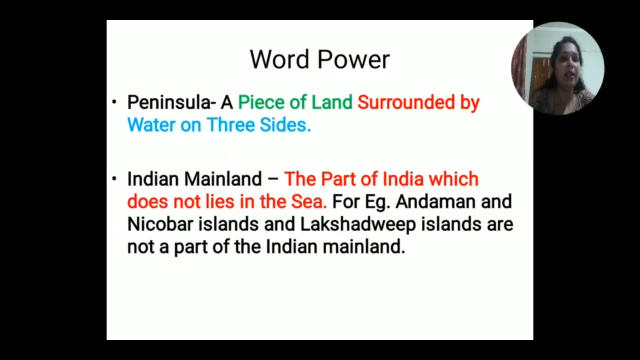 Word Power
• Peninsula- A Piece of Land Surrounded by
Water on Three Sides.
• Indian Mainland – The Part of India which
does not lies in the Sea. For Eg. Andaman and
Nicobar islands and Lakshadweep islands are
not a part of the Indian mainland.